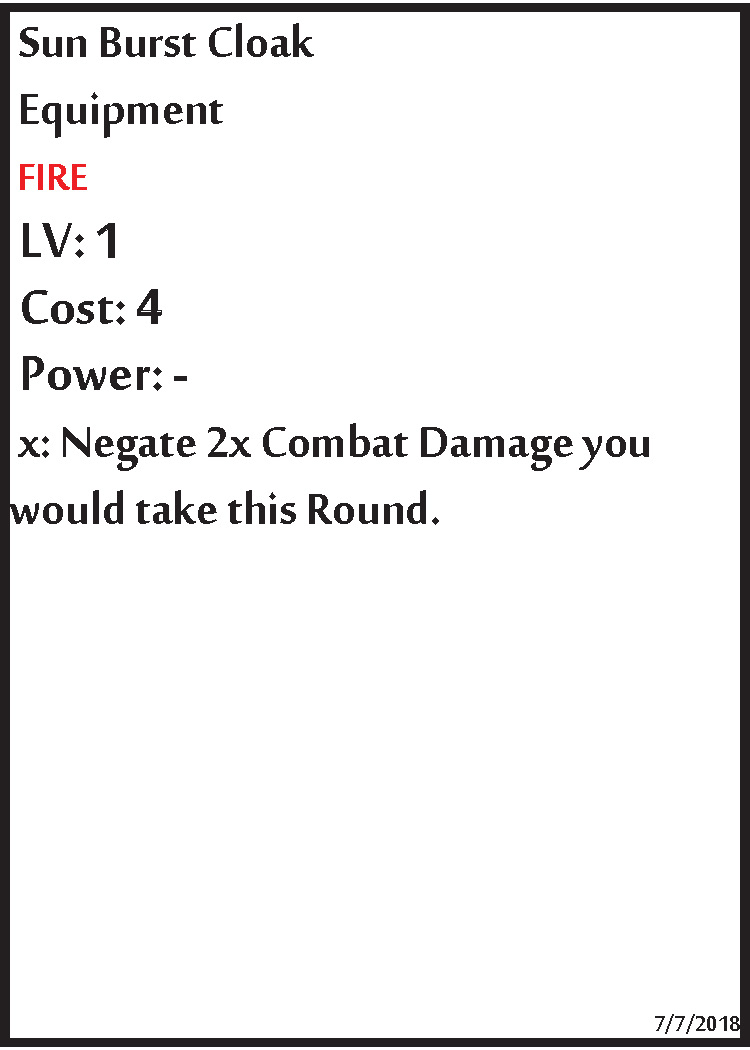 Sun Burst Cloak
Equipment
FIRE
LV: 1
Cost: 4
Power: -
x: Negate 2x Combat Damage you
would take this Round.
7/7/2018